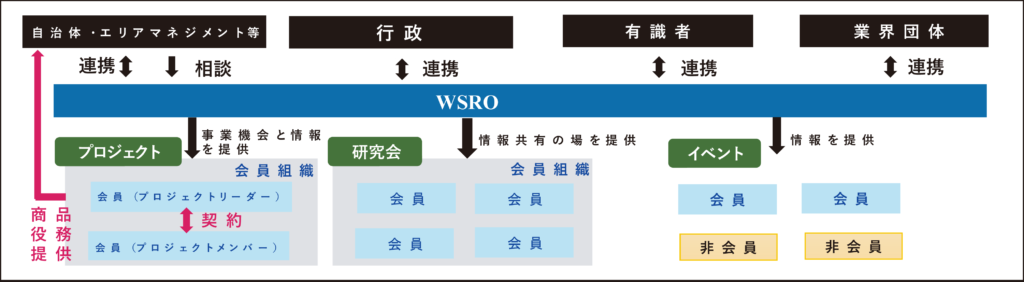 自治体・エリアマネジメント等
行政
有識者
業界団体
連携
相談
連携
連携
連携
WSRO
事業機会と情報
を提供
情報共有の場を提供
情報を提供
プロジェクト
研究会
イベント
会員組織
会員組織
会員（プロジェクトリーダー）
契約
会員（プロジェクトメンバー）
商品
役務
提供
会員
会員
会員
会員
会員
会員
非会員
非会員